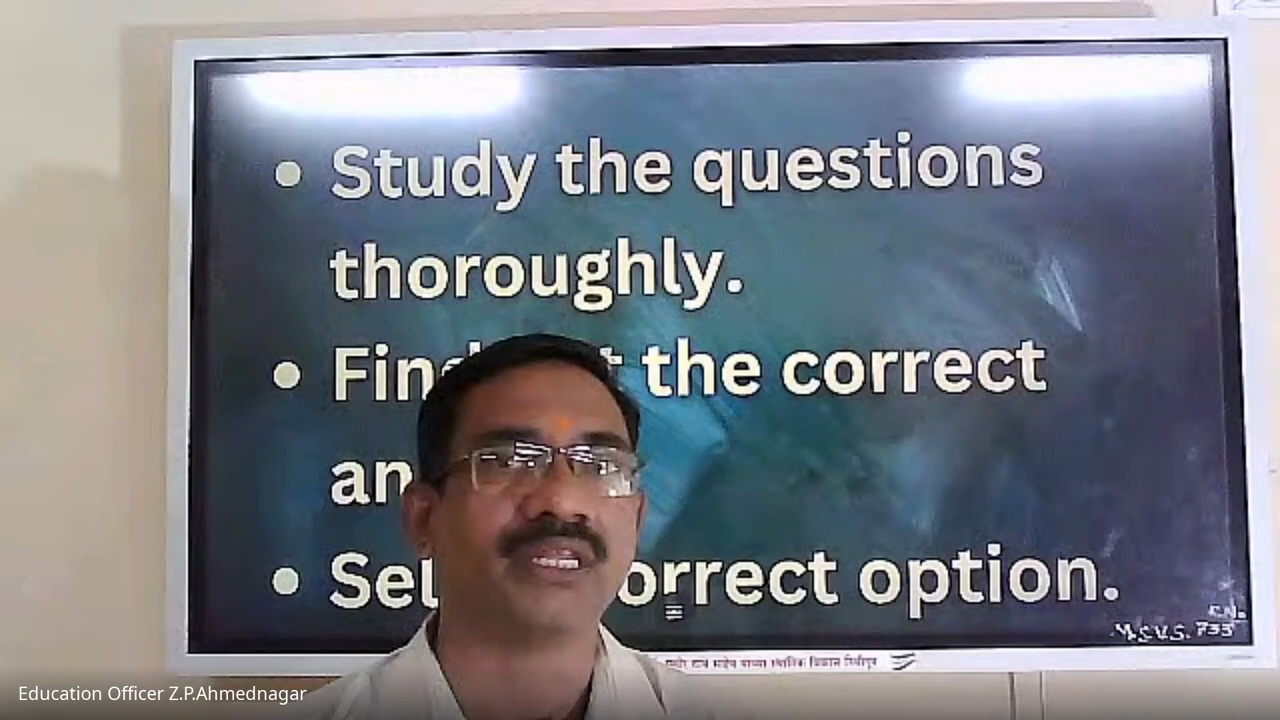 • Study the questions
thoroughly.
• Fin t the correct
an
• Sel orrect option.
F.N.
M.S.V.S. 733
Education Officer Z.P.Ahmednagar